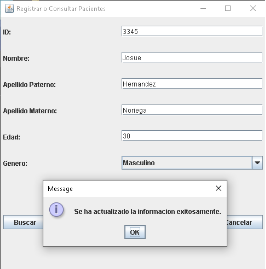 Registrar o Consultar Pacientes
ID: 3345
Nombre: Josue
Apellido Paterno: Hernandez
Apellido Materno: Noriega
Edad: 30
Genero: Masculino
Message
Se ha actualizado la informacion exitosamente.
OK
Buscar Cancelar